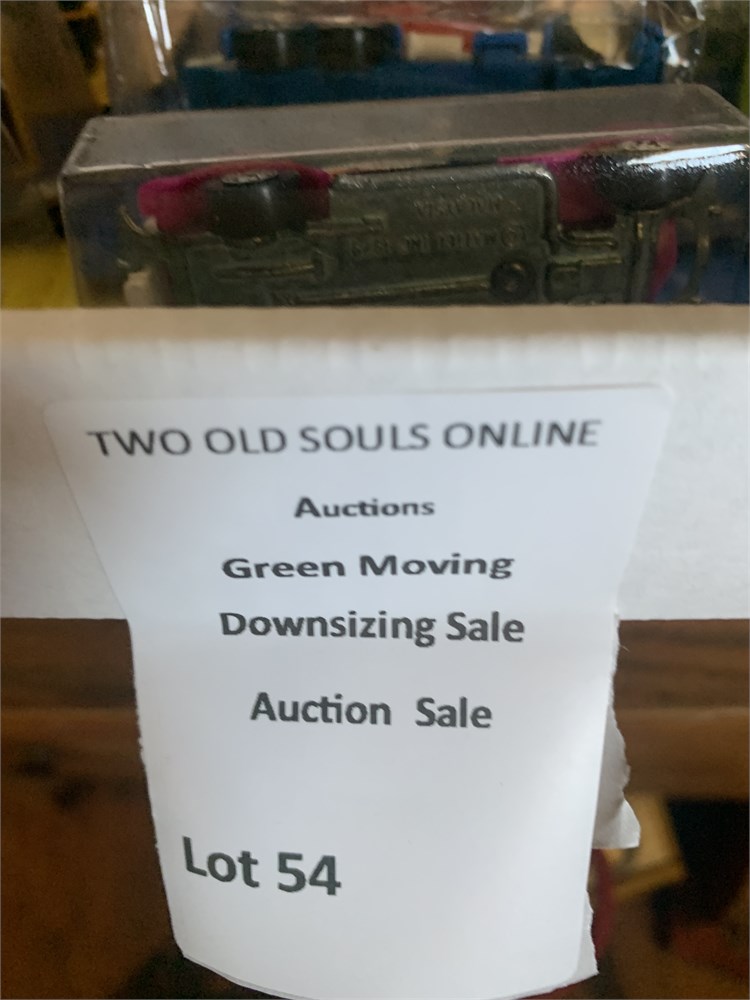 TWO OLD SOULS ONLINE
Auctions
Green Moving
Downsizing Sale
Auction Sale
Lot 54